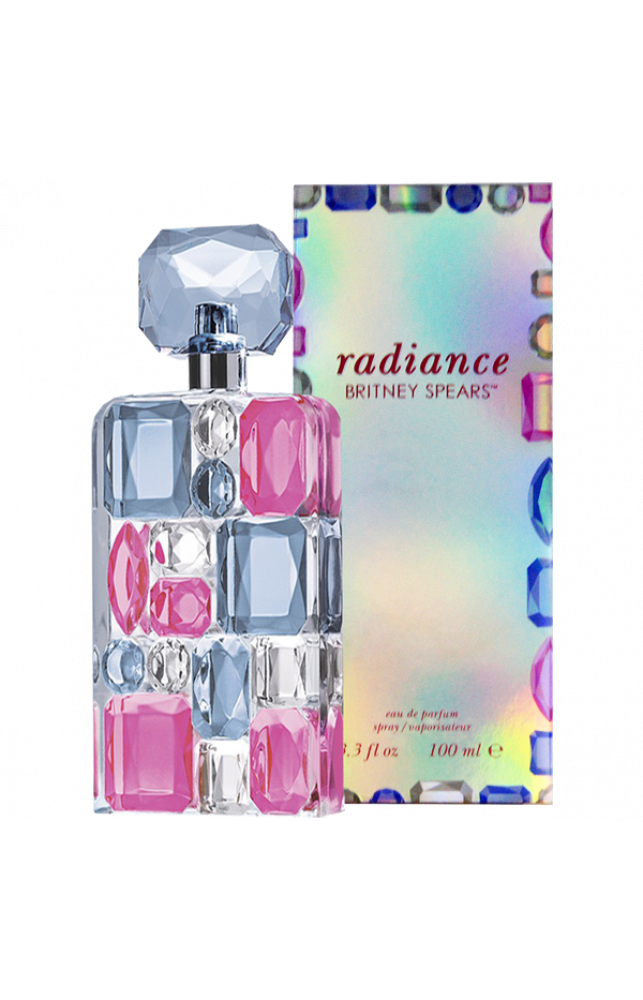 radiance
BRITNEY SPEARS™
eau de parfum
spray / vaporisateur
3.3 fl oz 100 ml ℮